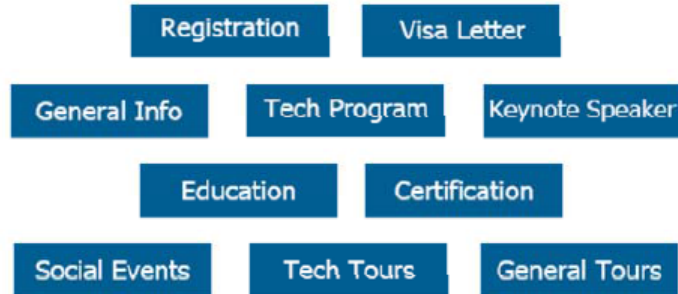 Registration Visa Letter
General Info Tech Program Keynote Speaker
Education Certification
Social Events Tech Tours General Tours